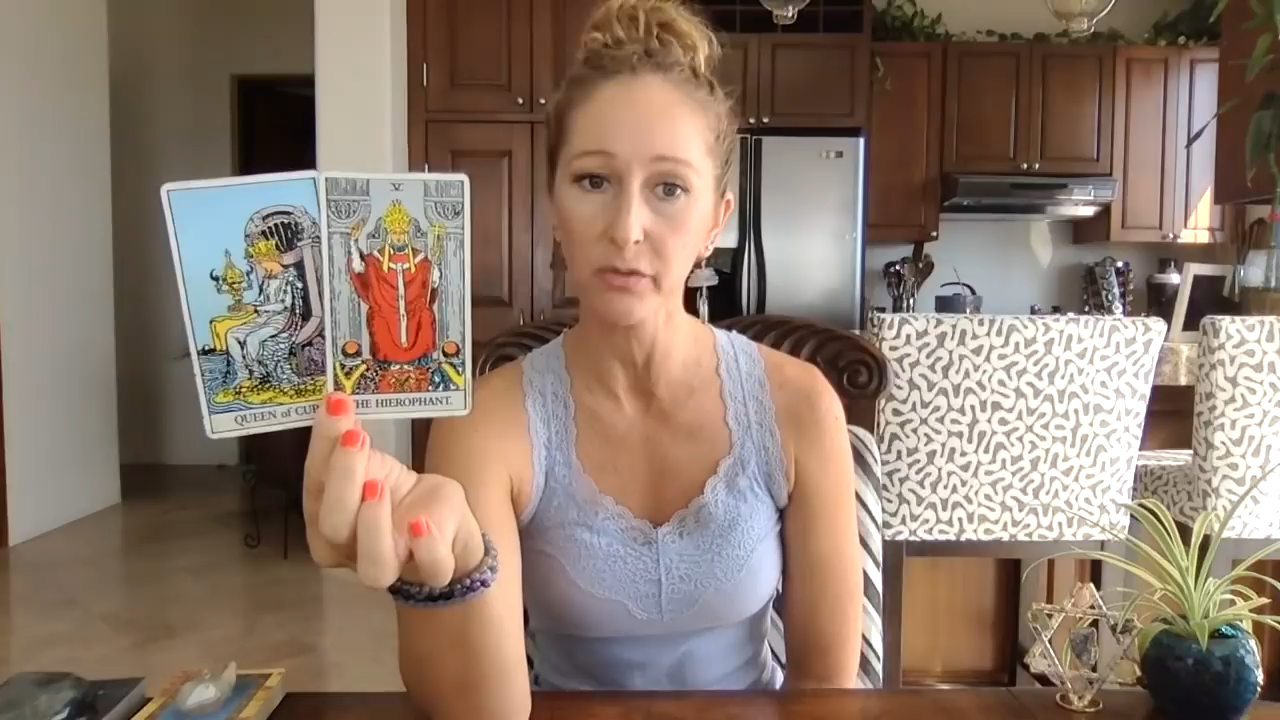 V
QUEEN of CUP
THE HIEROPHANT.